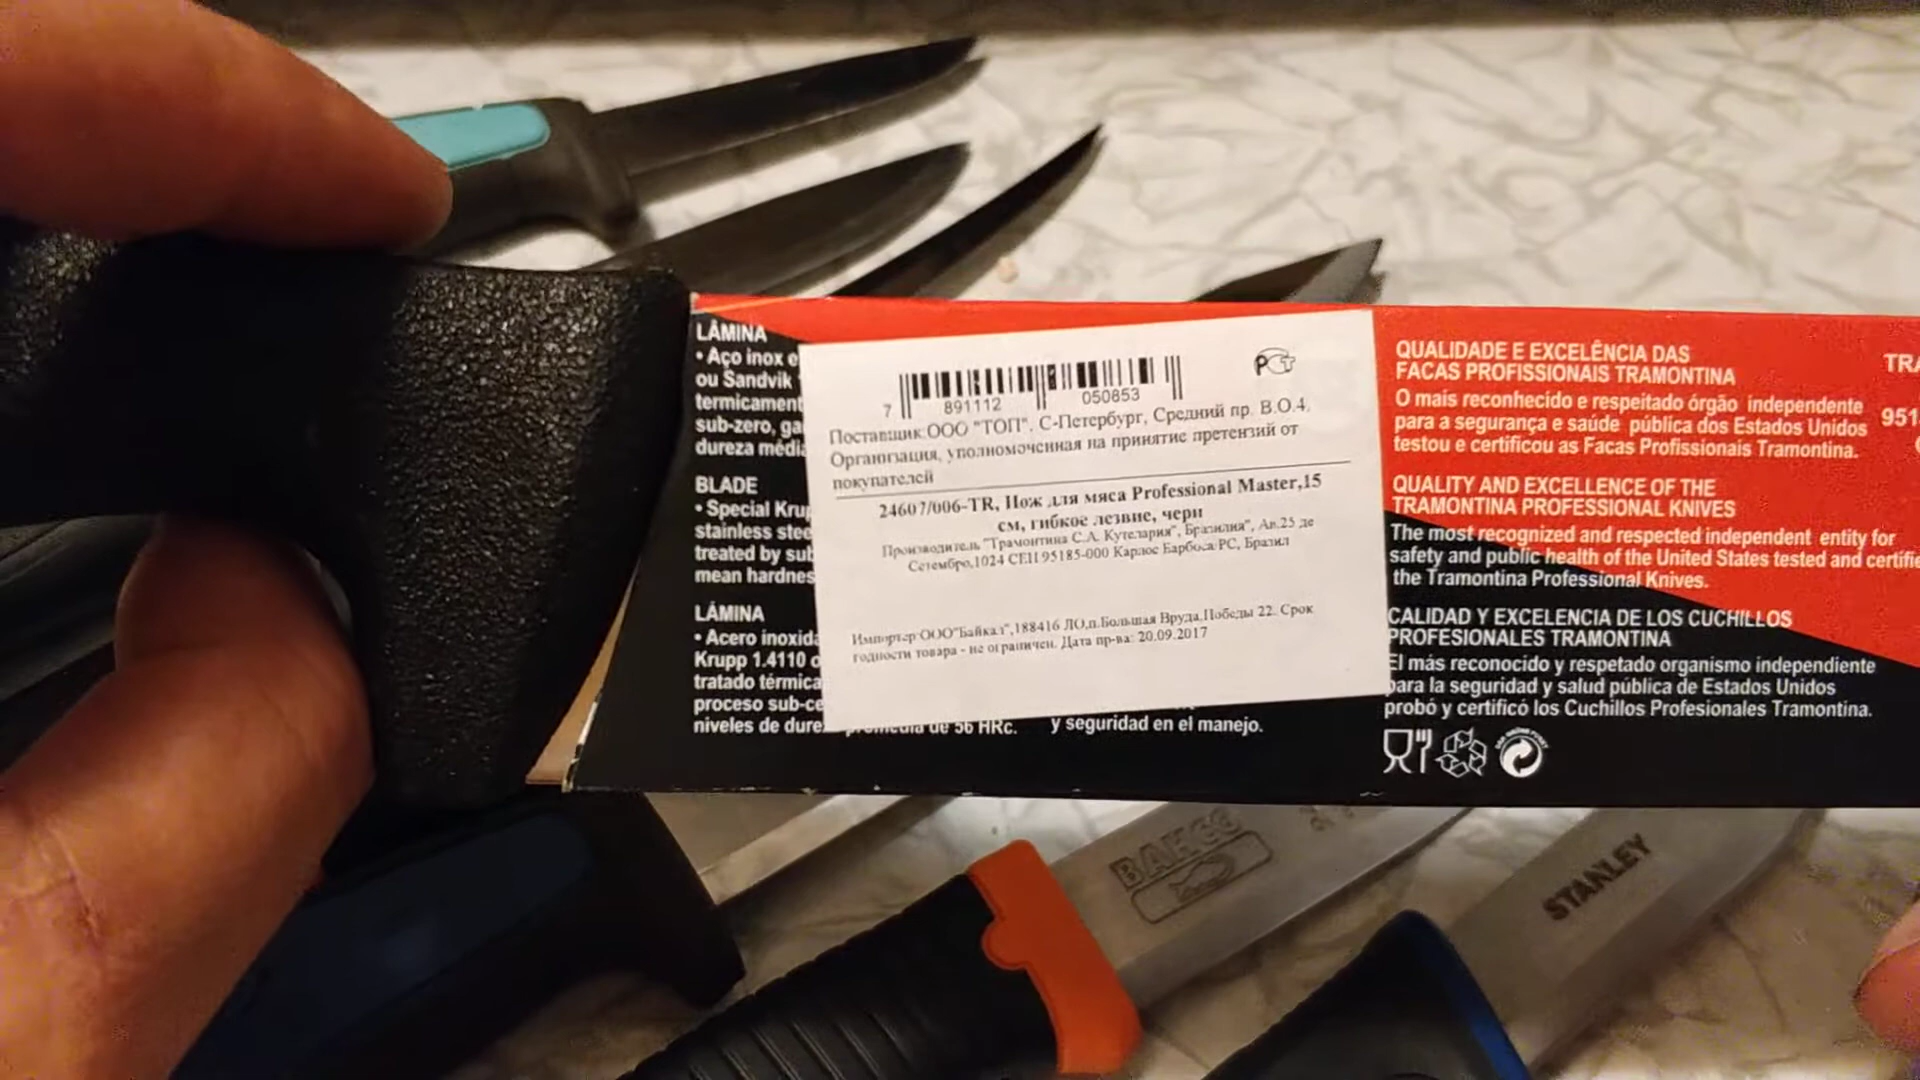 LÂMINA
• Aço inox e
ou Sandvik
termicament
sub-zero, ga
dureza média
BLADE
• Special Krup
stainless stee
treated by sub
mean hardnes
LÁMINA
• Acero inoxida
Krupp 1.4110 o
tratado térmica
proceso sub-ce
niveles de dure
de 56 HRc.
y seguridad en el manejo.
7 891112 050853
РСТ
Поставщик:ООО "ТОП". С-Петербург, Средний пр. В.О.4.
Организация, уполномоченная на принятие претензий от
покупателей
24607/006-TR, Нож для мяса Professional Master,15
см, гибкое лезвие, черн
Производитель "Трамонтина С.А. Кутелария", Бразилия", Ав.25 де
Сетембро,1024 СЕП 95185-000 Карлос Барбоса/РС, Бразил
Импортер:ООО"Байкал",188416 ЛО,п.Большая Вруда,Победы 22. Срок
годности товара - не ограничен. Дата пр-ва: 20.09.2017
QUALIDADE E EXCELÊNCIA DAS
FACAS PROFISSIONAIS TRAMONTINA
O mais reconhecido e respeitado órgão independente
para a segurança e saúde pública dos Estados Unidos
testou e certificou as Facas Profissionais Tramontina.
QUALITY AND EXCELLENCE OF THE
TRAMONTINA PROFESSIONAL KNIVES
The most recognized and respected independent entity for
safety and public health of the United States tested and certifie
the Tramontina Professional Knives.
CALIDAD Y EXCELENCIA DE LOS CUCHILLOS
PROFESIONALES TRAMONTINA
El más reconocido y respetado organismo independiente
para la seguridad y salud pública de Estados Unidos
probó y certificó los Cuchillos Profesionales Tramontina.
TRA
951
BAHCO
STANLEY